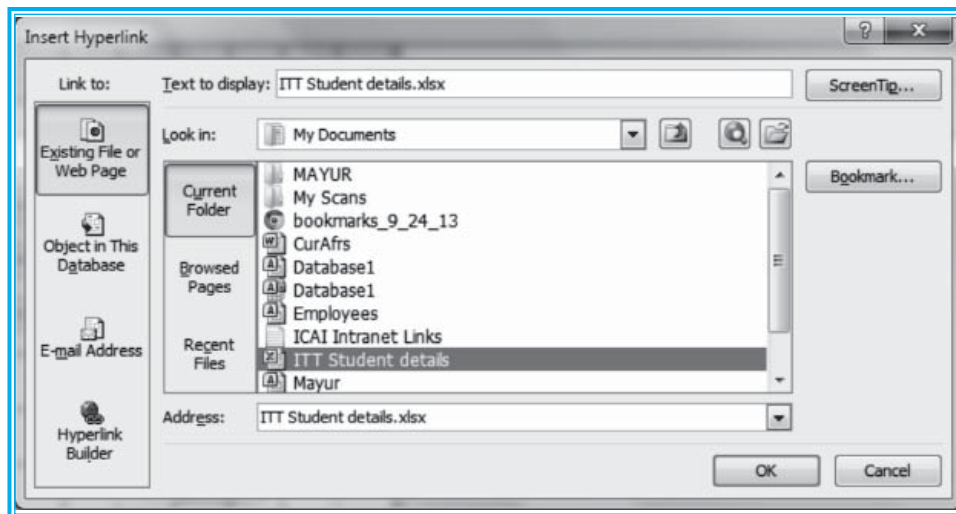 Insert Hyperlink
Link to:
Text to display: ITT Student details.xlsx
ScreenTip...
Existing File or
Web Page
Object in This
Database
E-mail Address
Hyperlink
Builder
Look in:
My Documents
Current
Folder
Browsed
Pages
Recent
Files
MAYUR
My Scans
bookmarks_9_24_13
CurAfrs
Database1
Database1
Employees
ICAI Intranet Links
ITT Student details
Mayur
Bookmark...
Address: ITT Student details.xlsx
OK
Cancel